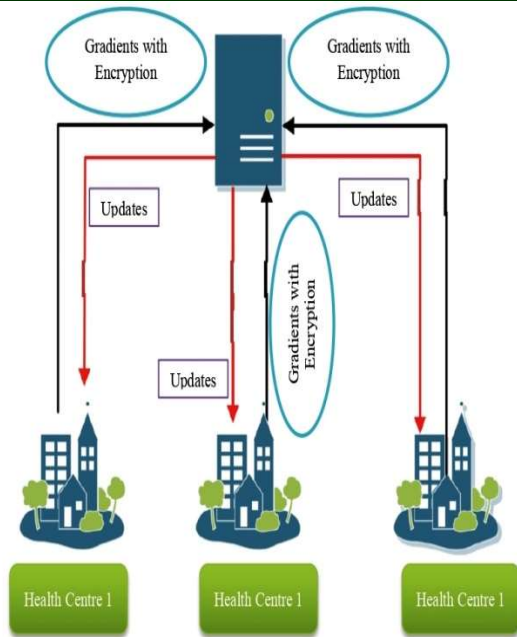 Gradients with
Encryption
Gradients with
Encryption
Updates
Updates
Gradients with
Encryption
Updates
Health Centre 1
Health Centre 1
Health Centre 1